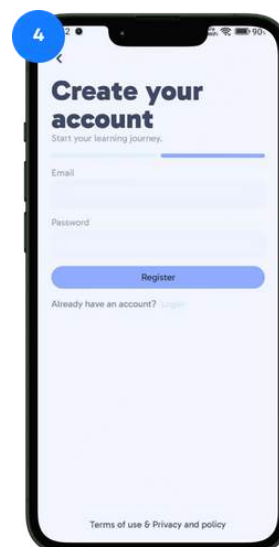 4
90
Create your
account
Start your learning journey.
Email
Password
Register
Already have an account? Login
Terms of use & Privacy and policy